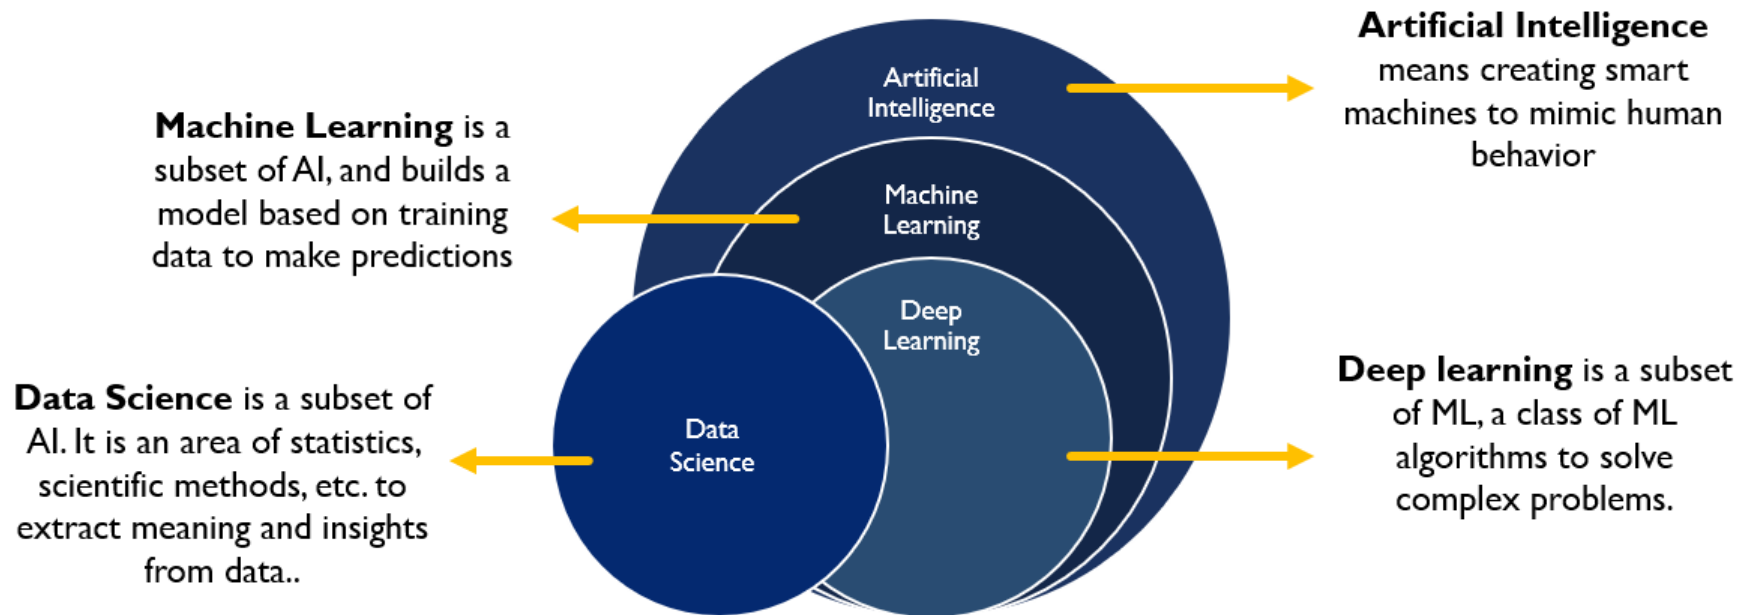 Artificial Intelligence
means creating smart
machines to mimic human
behavior
Machine Learning is a
subset of AI, and builds a
model based on training
data to make predictions
Artificial
Intelligence
Machine
Learning
Deep
Learning
Data
Science
Data Science is a subset of
AI. It is an area of statistics,
scientific methods, etc. to
extract meaning and insights
from data..
Deep learning is a subset
of ML, a class of ML
algorithms to solve
complex problems.